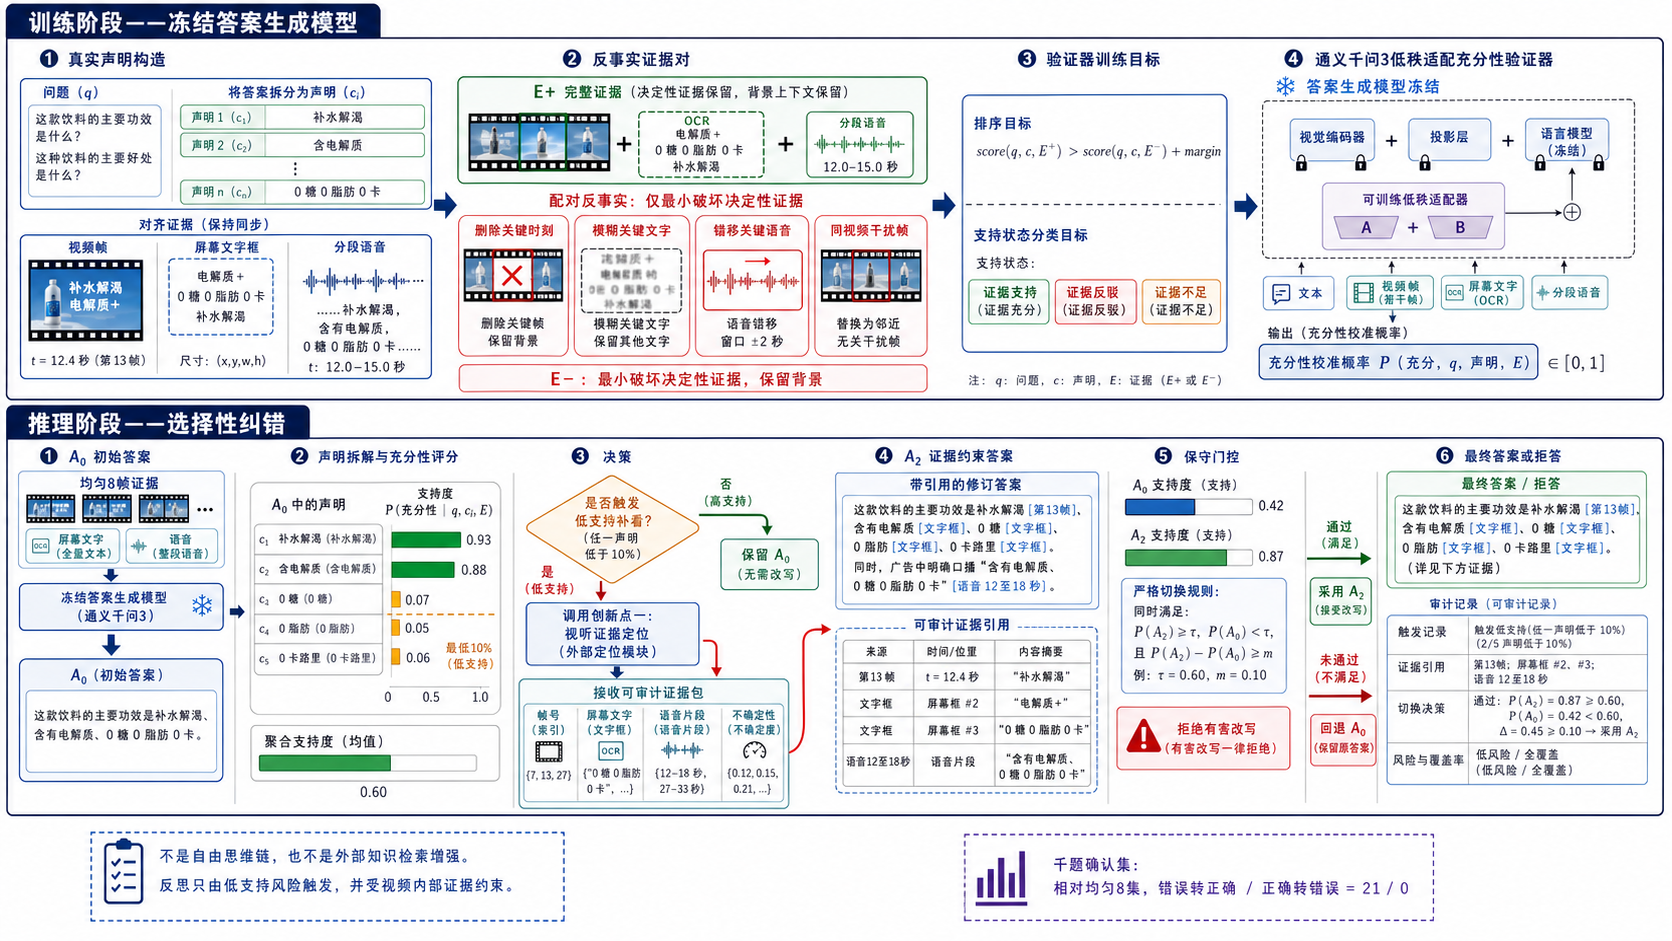 训练阶段——冻结答案生成模型
1 真实声明构造
问题（q）
这款饮料的主要功效
是什么？
这种饮料的主要好处
是什么？
将答案拆分为声明（cᵢ）
声明 1（c₁） 补水解渴
声明 2（c₂） 含电解质
⋮
声明 n（cₙ） 0 糖 0 脂肪 0 卡
对齐证据（保持同步）
视频帧
补水解渴
电解质+
t = 12.4 秒（第13帧）
屏幕文字框
电解质+
0 糖 0 脂肪 0 卡
补水解渴
尺寸：(x,y,w,h)
分段语音
……补水解渴，
含有电解质，
0 糖 0 脂肪 0 卡……
t：12.0–15.0 秒
2 反事实证据对
E+ 完整证据（决定性证据保留，背景上下文保留）
+
OCR
电解质+
0 糖 0 脂肪 0 卡
补水解渴
+
分段语音
12.0–15.0 秒
配对反事实：仅最小破坏决定性证据
删除关键时刻
删除关键帧
保留背景
模糊关键文字
补水解渴
模糊关键文字
保留其他文字
错移关键语音
语音错移
窗口 ±2 秒
同视频干扰帧
替换为邻近
无关干扰帧
E−：最小破坏决定性证据，保留背景
3 验证器训练目标
排序目标
score(q, c, E⁺) > score(q, c, E⁻) + margin
支持状态分类目标
支持状态：
证据支持
（证据充分）
证据反驳
（证据反驳）
证据不足
（证据不足）
注：q：问题，c：声明，E：证据（E+ 或 E⁻）
4 通义千问3低秩适配充分性验证器
答案生成模型冻结
视觉编码器
+
投影层
+
语言模型
（冻结）
可训练低秩适配器
A + B
文本
视频帧
OCR 屏幕文字
（OCR）
分段语音
输出（充分性校准概率）
充分性校准概率 P（充分，q，声明，E） ∈ [0,1]
推理阶段——选择性纠错
1 A₀ 初始答案
均匀8帧证据
…
OCR 屏幕文字
（全量文本）
语音
（整段语音）
冻结答案生成模型
（通义千问3）
A₀（初始答案）
这款饮料的主要功效是补水解渴、
含有电解质、0 糖 0 脂肪 0 卡。
2 声明拆解与充分性评分
A₀ 中的声明
支持度
P（充分性 | q, cᵢ, E）
c₁ 补水解渴（补水解渴） 0.93
c₂ 含电解质（含电解质） 0.88
0 糖（0 糖） 0.07
c₄ 0 脂肪（0 脂肪） 0.05
c₅ 0 卡路里（0 卡路里） 0.06
最低10%
（低支持）
0 0.5 1.0
聚合支持度（均值）
0.60
3 决策
是否触发
低支持补看？
（任一声明
低于10%）
否
（高支持）
保留 A₀
（无需改写）
是
（低支持）
调用创新点一：
视听证据定位
（外部定位模块）
接收可审计证据包
帧号
（索引）
{7, 13, 27}
屏幕文字
（文字框）
OCR
{“0 糖 0 脂肪
0 卡”，…}
语音片段
（语音片段）
{12–18 秒，
27–33 秒}
不确定性
（不确定度）
{0.12, 0.15,
0.21, …}
4 A₂ 证据约束答案
带引用的修订答案
这款饮料的主要功效是补水解渴 [第13帧]、
含有电解质 [文字框]、0 糖 [文字框]、
0 脂肪 [文字框]、0 卡路里 [文字框]。
同时，广告中明确口播“含有电解质、
0 糖 0 脂肪 0 卡” [语音 12至18 秒]。
可审计证据引用
来源 时间/位置 内容摘要
第13 帧 t = 12.4 秒 “补水解渴”
文字框 屏幕框 #2 “电解质+”
文字框 屏幕框 #3 “0 糖 0 脂肪 0 卡”
语音12至18秒 语音片段 “含有电解质、
0 糖 0 脂肪 0 卡”
5 保守门控
A₀ 支持度（支持）
0.42
A₂ 支持度（支持）
0.87
严格切换规则：
同时满足：
P(A₂) ≥ τ，P(A₀) < τ，
且 P(A₂) − P(A₀) ≥ m
例：τ = 0.60，m = 0.10
拒绝有害改写
（有害改写一律拒绝）
通过
（满足）
采用 A₂
（接受改写）
未通过
（不满足）
回退 A₀
（保留原答案）
6 最终答案或拒答
最终答案 / 拒答
这款饮料的主要功效是补水解渴 [第13帧]、
含有电解质 [文字框]、0 糖 [文字框]、
0 脂肪 [文字框]、0 卡路里 [文字框]。
（详见下方证据）
审计记录（可审计记录）
触发记录 触发低支持(任一声明低于 10%)
(2/5 声明低于10%)
证据引用 第13帧；屏幕框 #2、#3；
语音 12至18秒
切换决策 通过：P(A₂) = 0.87 ≥ 0.60，
P(A₀) = 0.42 < 0.60，
Δ = 0.45 ≥ 0.10 → 采用 A₂
风险与覆盖率 低风险 / 全覆盖
（低风险 / 全覆盖）
不是自由思维链，也不是外部知识检索增强。
反思只由低支持风险触发，并受视频内部证据约束。
千题确认集：
相对均匀8集，错误转正确 / 正确转错误 = 21 / 0